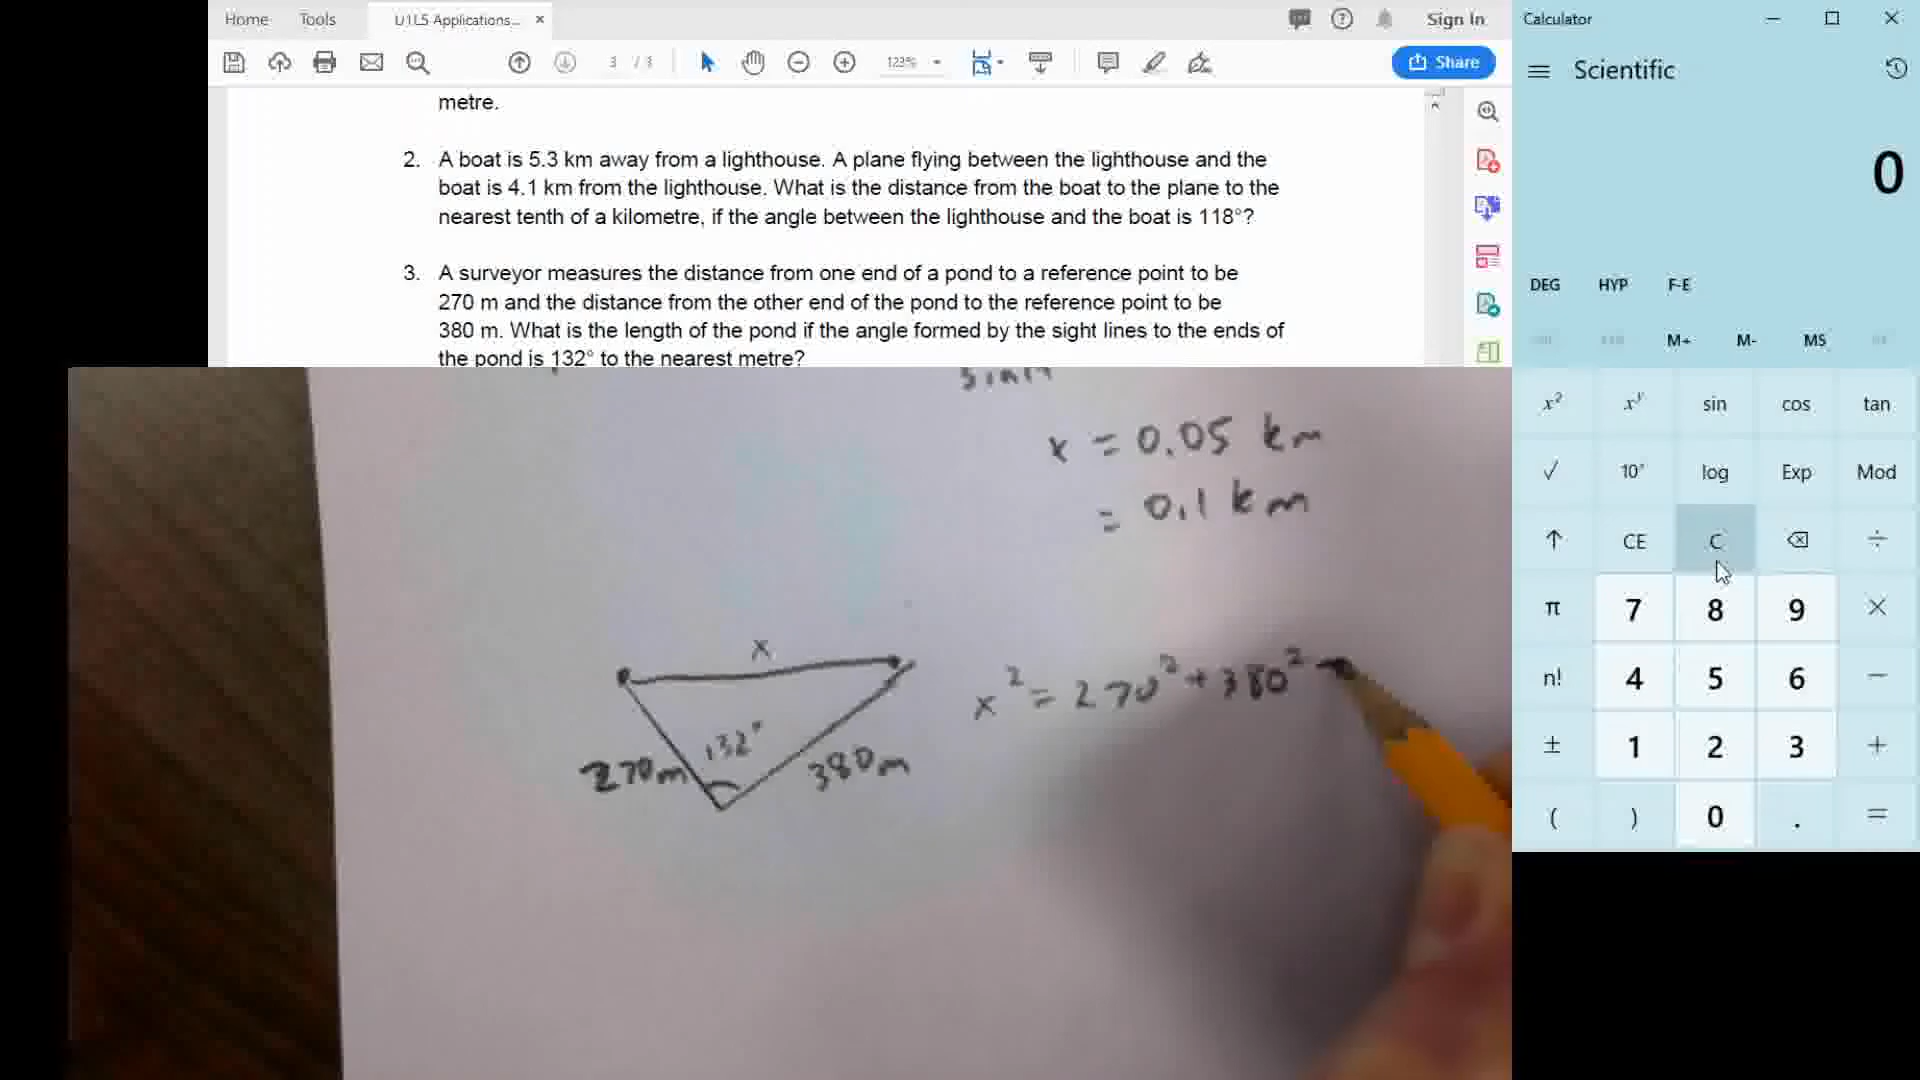 Home Tools U1L5 Applications... × Sign In
3 / 3 123% Share
metre.
2. A boat is 5.3 km away from a lighthouse. A plane flying between the lighthouse and the
boat is 4.1 km from the lighthouse. What is the distance from the boat to the plane to the
nearest tenth of a kilometre, if the angle between the lighthouse and the boat is 118°?
3. A surveyor measures the distance from one end of a pond to a reference point to be
270 m and the distance from the other end of the pond to the reference point to be
380 m. What is the length of the pond if the angle formed by the sight lines to the ends of
the pond is 132° to the nearest metre?
x = 0.05 km
= 0.1 km
x
132°
270m
380m
x² = 270² + 380² -
Calculator
Scientific
0
DEG HYP F-E
M+ M- MS
x² xʸ sin cos tan
√ 10ˣ log Exp Mod
↑ CE C ⌫ ÷
π 7 8 9 ×
n! 4 5 6 −
± 1 2 3 +
( ) 0 . =